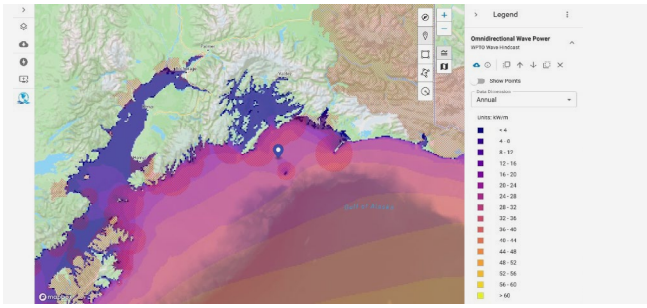 Legend
Omnidirectional Wave Power
WPTO Wave Hindcast
Show Points
Data Dimension
Annual
Units: KW/m
< 4
4 - 8
8 - 12
12 - 16
16 - 20
20 - 24
24 - 28
28 - 32
32 - 36
36 - 40
40 - 44
44 - 48
48 - 52
52 - 56
56 - 60
> 60